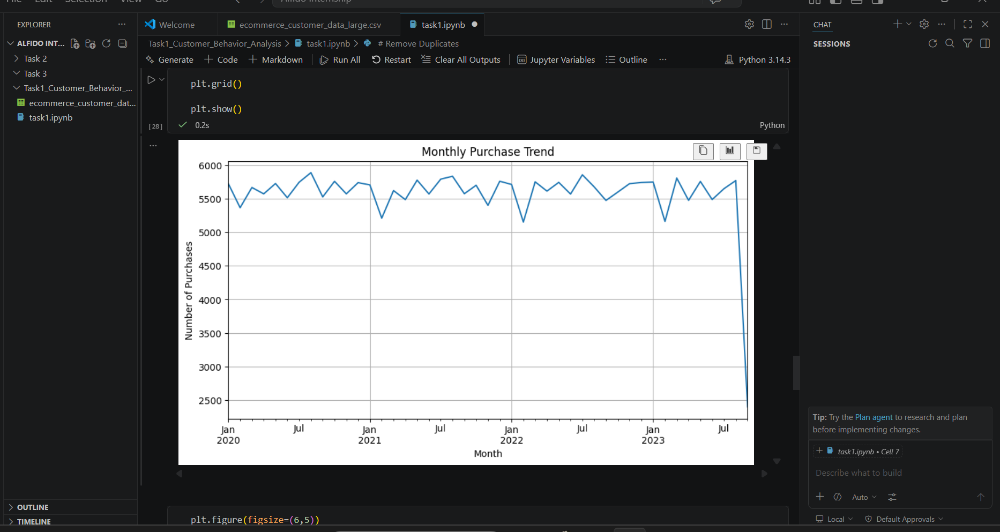 File Edit Selection View Go
Alfido Internship
EXPLORER
ALFIDO INT...
Task 2
Task 3
Task1_Customer_Behavior_...
ecommerce_customer_dat...
task1.ipynb
OUTLINE
TIMELINE
Welcome
ecommerce_customer_data_large.csv
task1.ipynb
Task1_Customer_Behavior_Analysis > task1.ipynb > # Remove Duplicates
Generate + Code + Markdown Run All Restart Clear All Outputs Jupyter Variables Outline ... Python 3.14.3
plt.grid()
plt.show()
[28] 0.2s Python
Monthly Purchase Trend
6000
5500
5000
4500
4000
3500
3000
2500
Number of Purchases
Jan Jul Jan Jul Jan Jul Jan Jul
2020 2021 2022 2023
Month
plt.figure(figsize=(6,5))
CHAT
SESSIONS
Tip: Try the Plan agent to research and plan
before implementing changes.
task1.ipynb • Cell 7
Describe what to build
Auto
Local Default Approvals